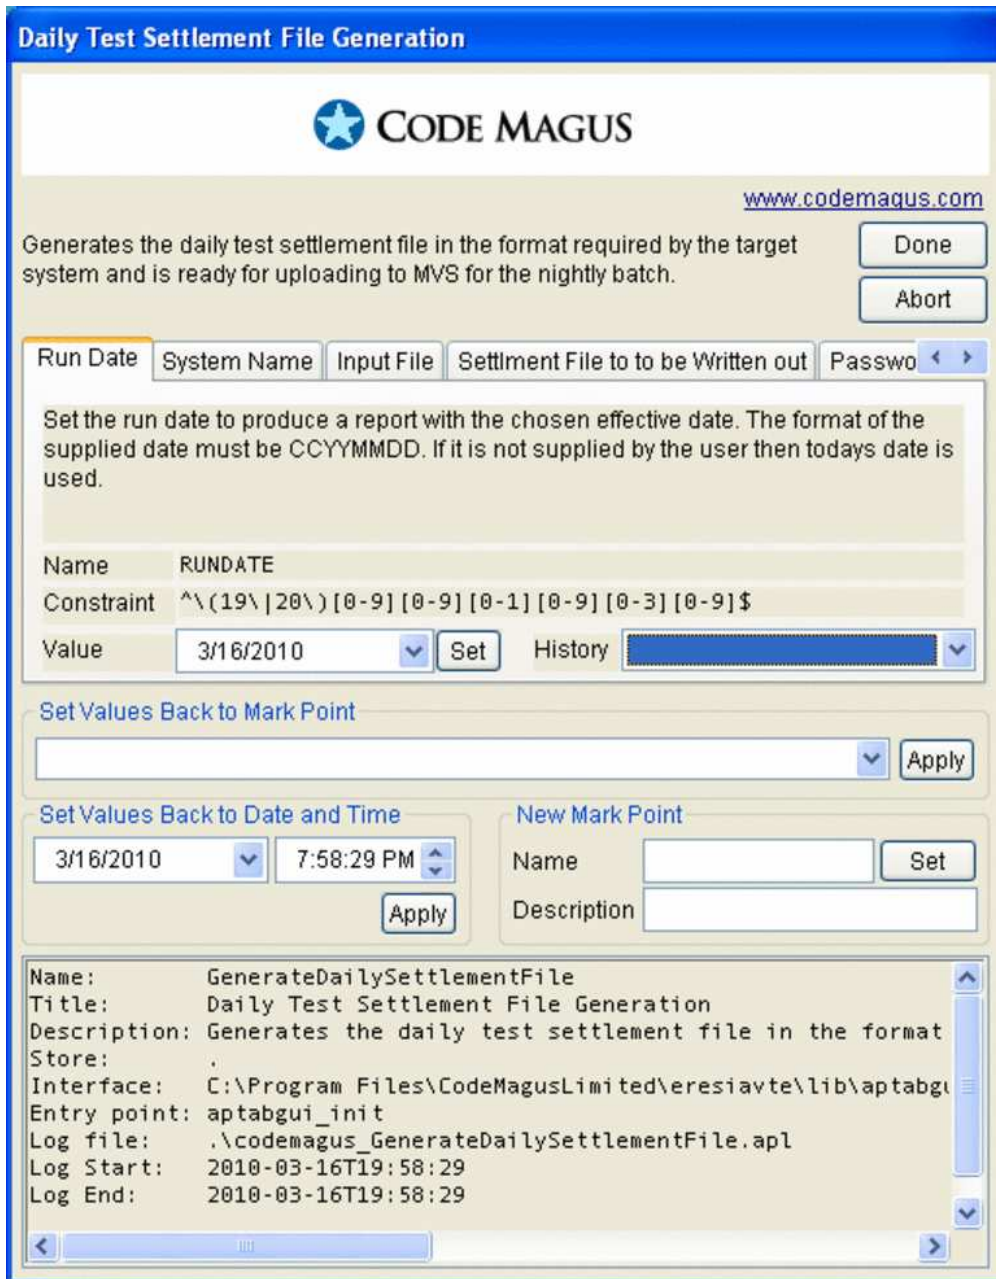 Daily Test Settlement File Generation
CODE MAGUS
www.codemagus.com
Generates the daily test settlement file in the format required by the target
system and is ready for uploading to MVS for the nightly batch.
Done
Abort
Run Date System Name Input File Settlment File to to be Written out Passwo
Set the run date to produce a report with the chosen effective date. The format of the
supplied date must be CCYYMMDD. If it is not supplied by the user then todays date is
used.
Name RUNDATE
Constraint ^\(19\|20\)[0-9][0-9][0-1][0-9][0-3][0-9]$
Value 3/16/2010 Set History
Set Values Back to Mark Point
Apply
Set Values Back to Date and Time
3/16/2010 7:58:29 PM
Apply
New Mark Point
Name Set
Description
Name: GenerateDailySettlementFile
Title: Daily Test Settlement File Generation
Description: Generates the daily test settlement file in the format
Store: .
Interface: C:\Program Files\CodeMagusLimited\eresiavte\lib\aptabgu
Entry point: aptabgui_init
Log file: .\codemagus_GenerateDailySettlementFile.apl
Log Start: 2010-03-16T19:58:29
Log End: 2010-03-16T19:58:29